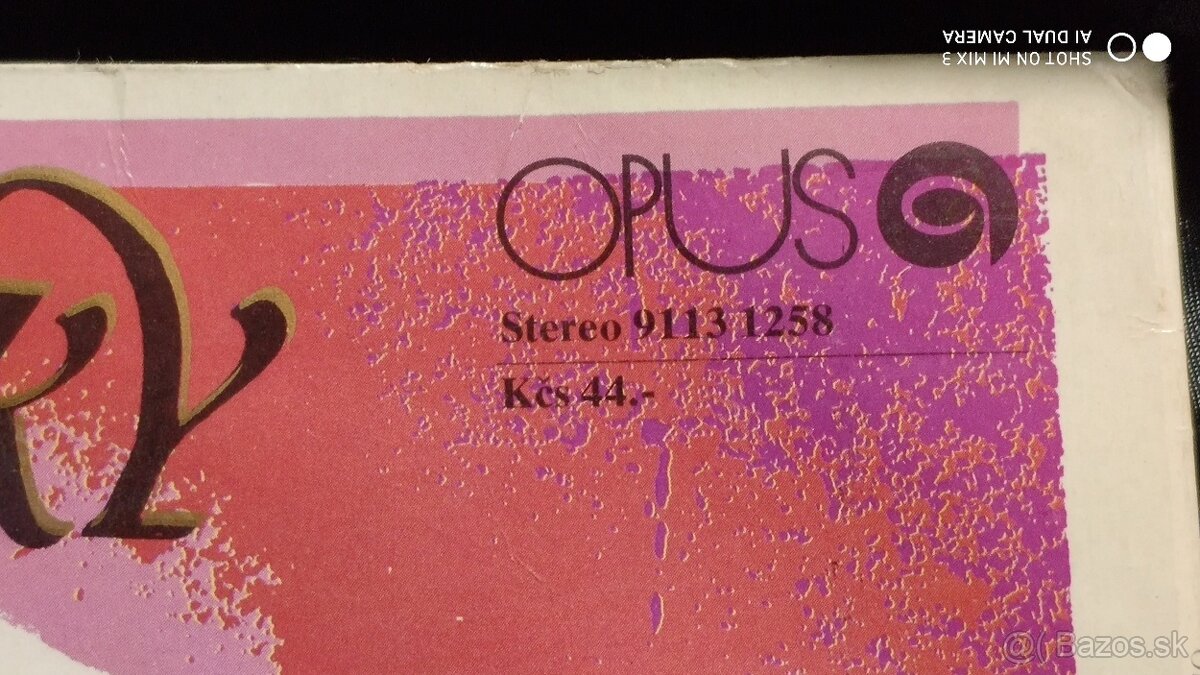 SHOT ON MI MIX 3
AI DUAL CAMERA
OPUS
Stereo 9113 1258
Kčs 44.-
Y
@( Bazos.sk